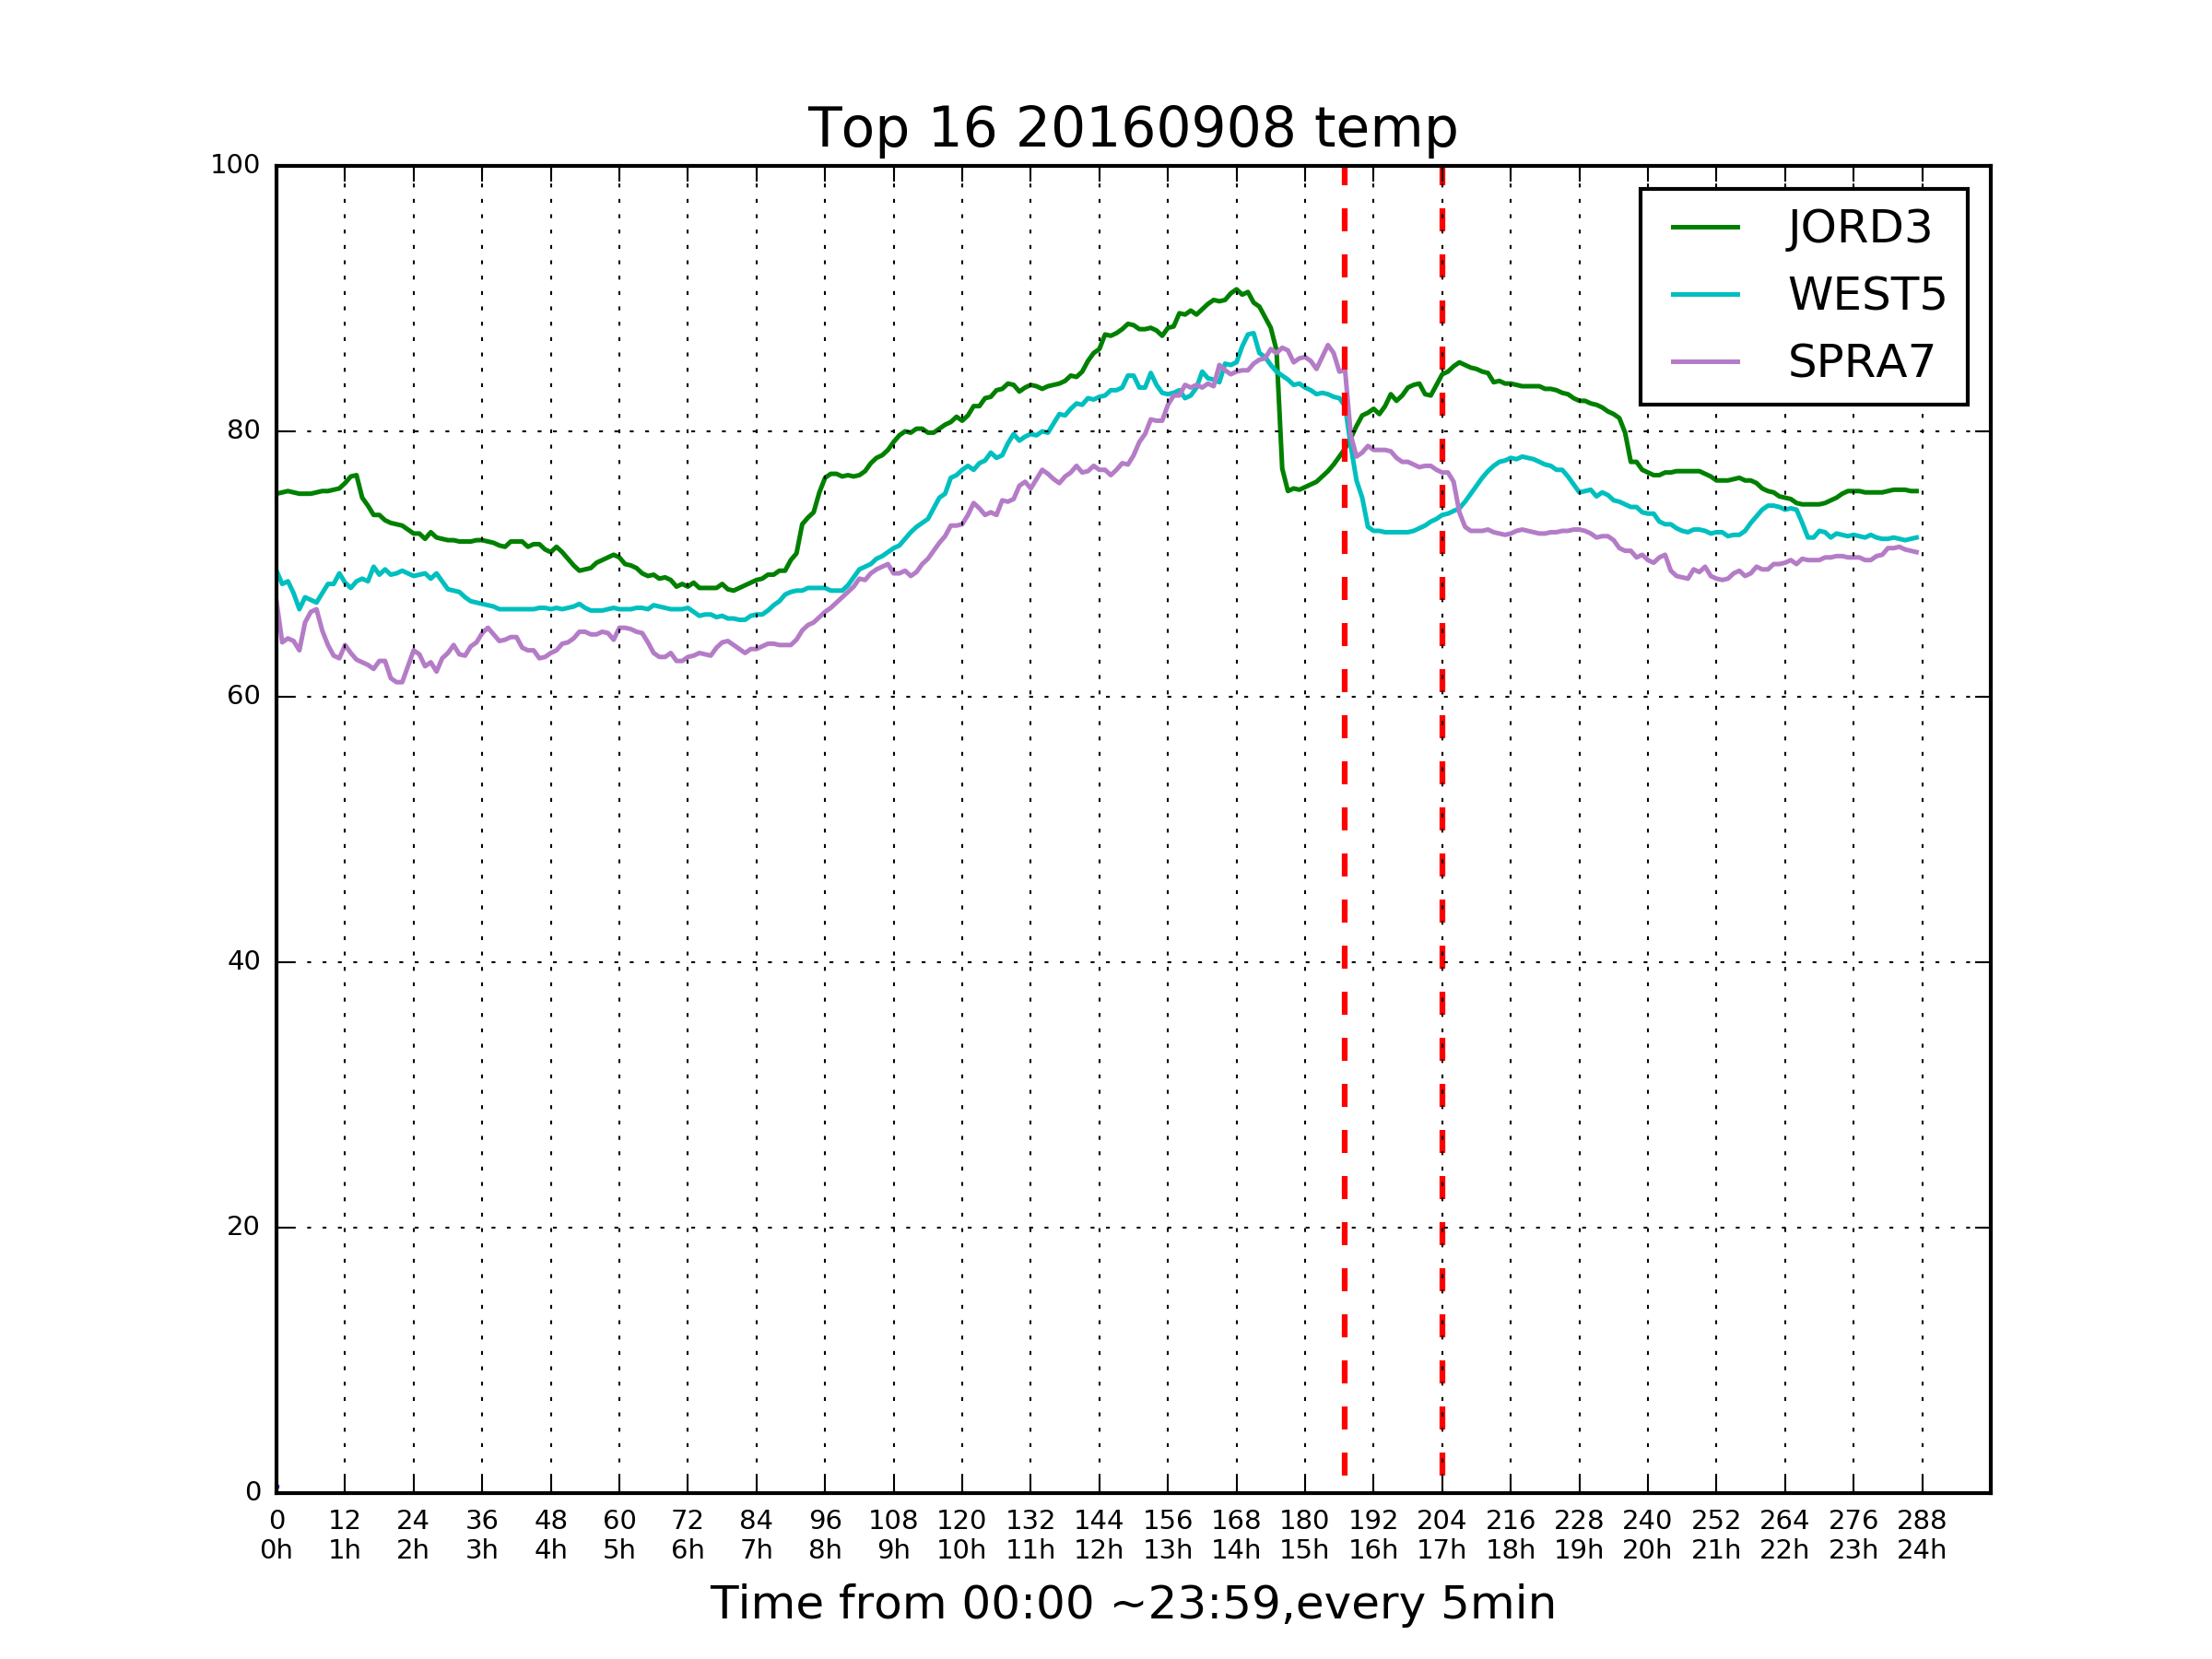 Top 16 20160908 temp
100
80
60
40
20
0
JORD3
WEST5
SPRA7
0 12 24 36 48 60 72 84 96 108 120 132 144 156 168 180 192 204 216 228 240 252 264 276 288
0h 1h 2h 3h 4h 5h 6h 7h 8h 9h 10h 11h 12h 13h 14h 15h 16h 17h 18h 19h 20h 21h 22h 23h 24h
Time from 00:00 ~23:59,every 5min